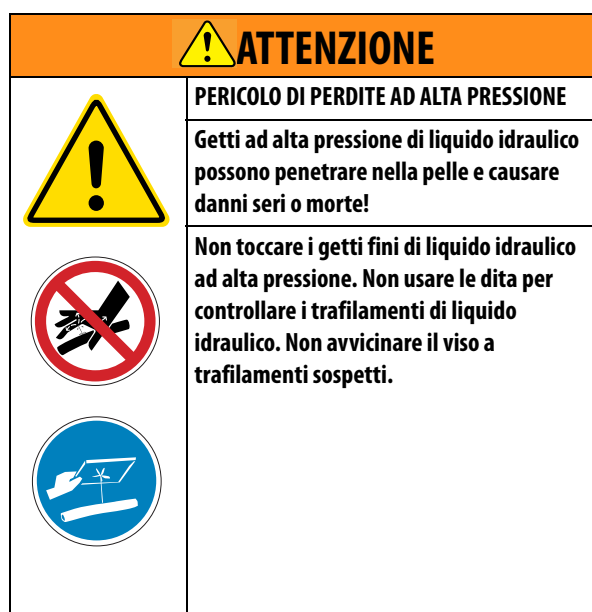 ATTENZIONE
PERICOLO DI PERDITE AD ALTA PRESSIONE
Getti ad alta pressione di liquido idraulico
possono penetrare nella pelle e causare
danni seri o morte!
Non toccare i getti fini di liquido idraulico
ad alta pressione. Non usare le dita per
controllare i trafilamenti di liquido
idraulico. Non avvicinare il viso a
trafilamenti sospetti.